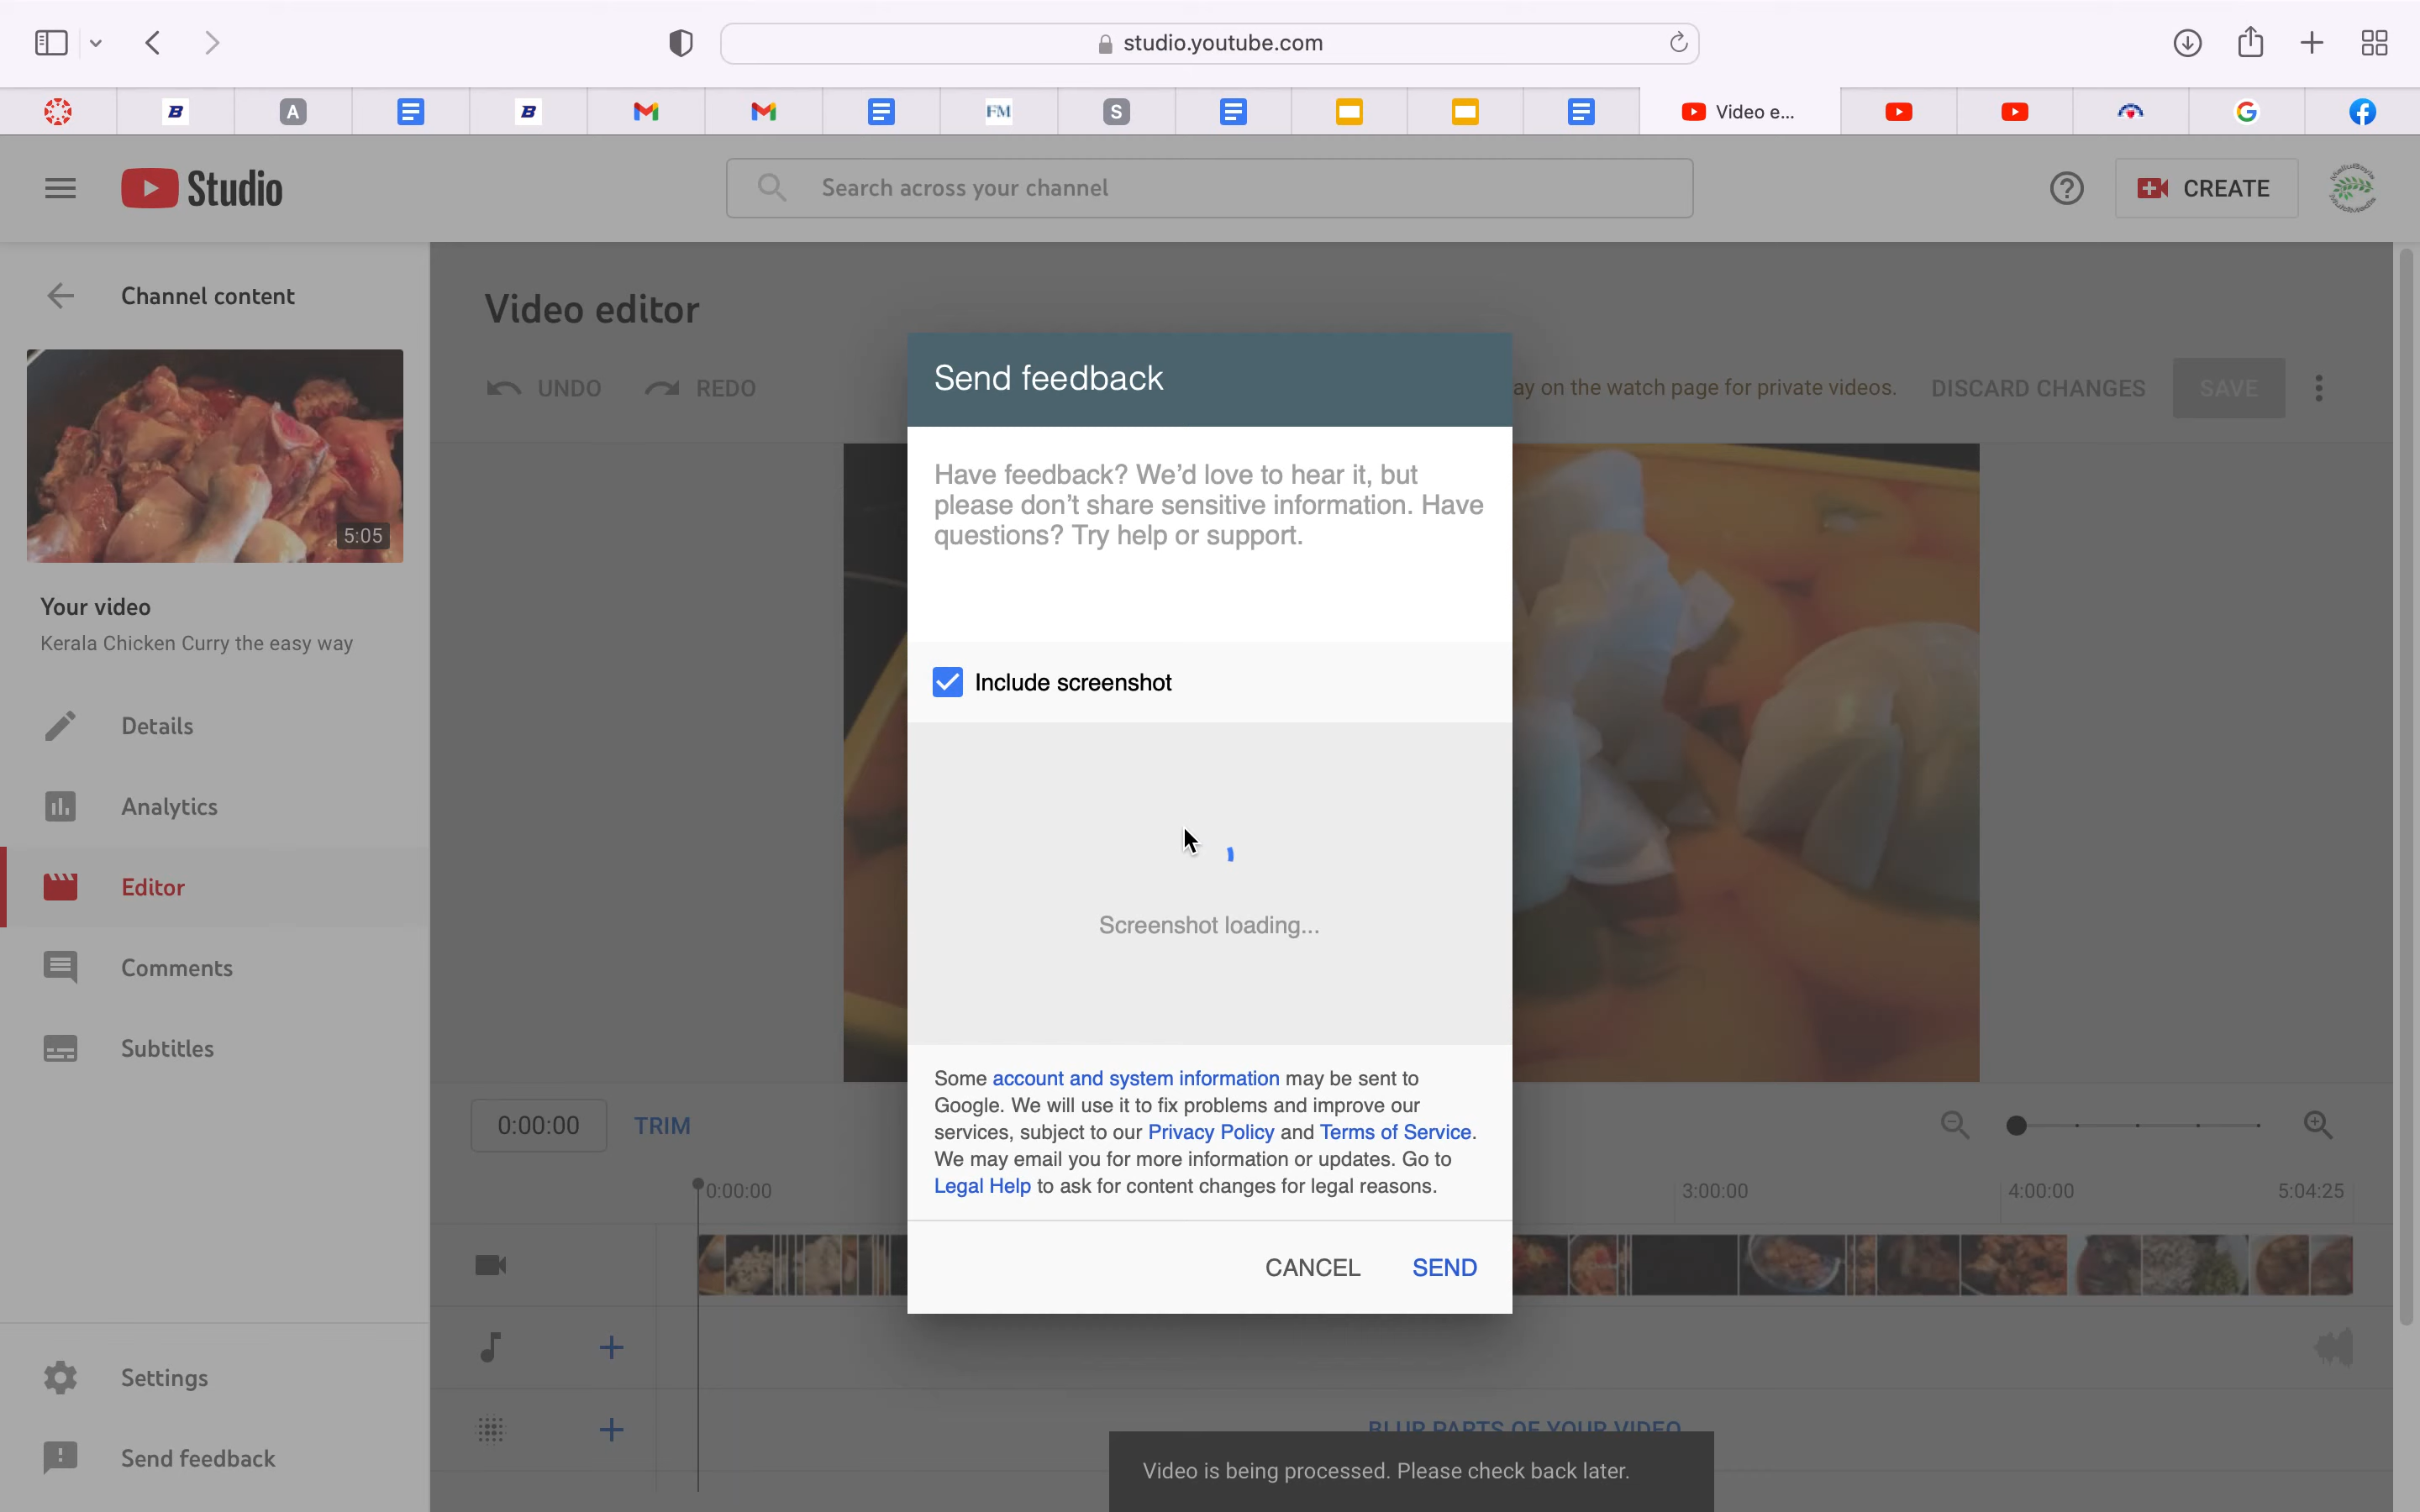 studio.youtube.com
B
A
B
FM
S
Video e...
G
Studio
Search across your channel
CREATE
Channel content
5:05
Your video
Kerala Chicken Curry the easy way
Details
Analytics
Editor
Comments
Subtitles
Settings
Send feedback
Video editor
UNDO
REDO
ay on the watch page for private videos.
DISCARD CHANGES
SAVE
Send feedback
Have feedback? We’d love to hear it, but
please don’t share sensitive information. Have
questions? Try help or support.
Include screenshot
Screenshot loading...
Some account and system information may be sent to
Google. We will use it to fix problems and improve our
services, subject to our Privacy Policy and Terms of Service.
We may email you for more information or updates. Go to
Legal Help to ask for content changes for legal reasons.
CANCEL
SEND
0:00:00
TRIM
0:00:00
3:00:00
4:00:00
5:04:25
BLUR PARTS OF YOUR VIDEO
Video is being processed. Please check back later.